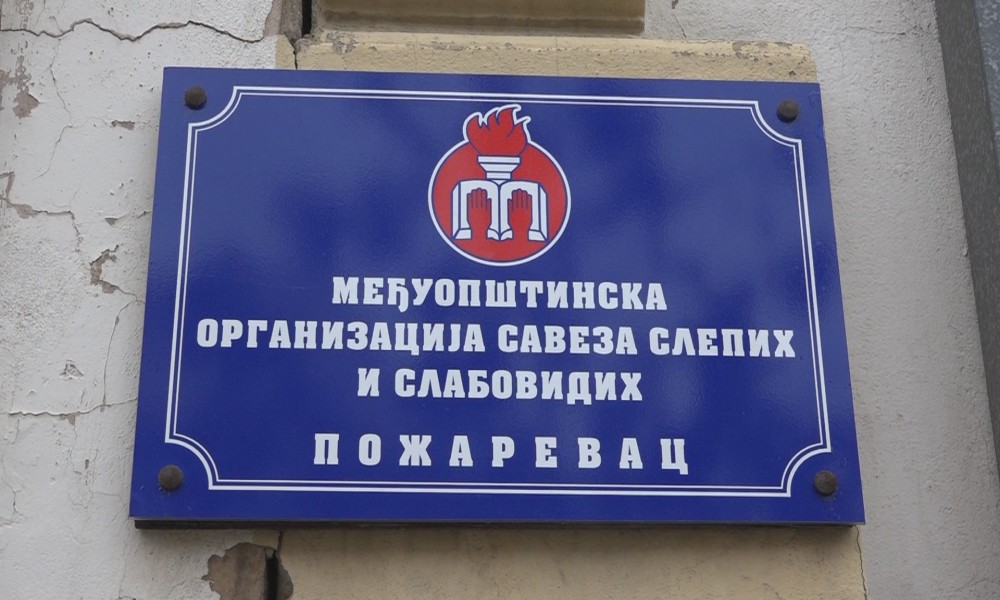 МЕЂУОПШТИНСКА
ОРГАНИЗАЦИЈА САВЕЗА СЛЕПИХ
И СЛАБОВИДИХ
ПОЖАРЕВАЦ